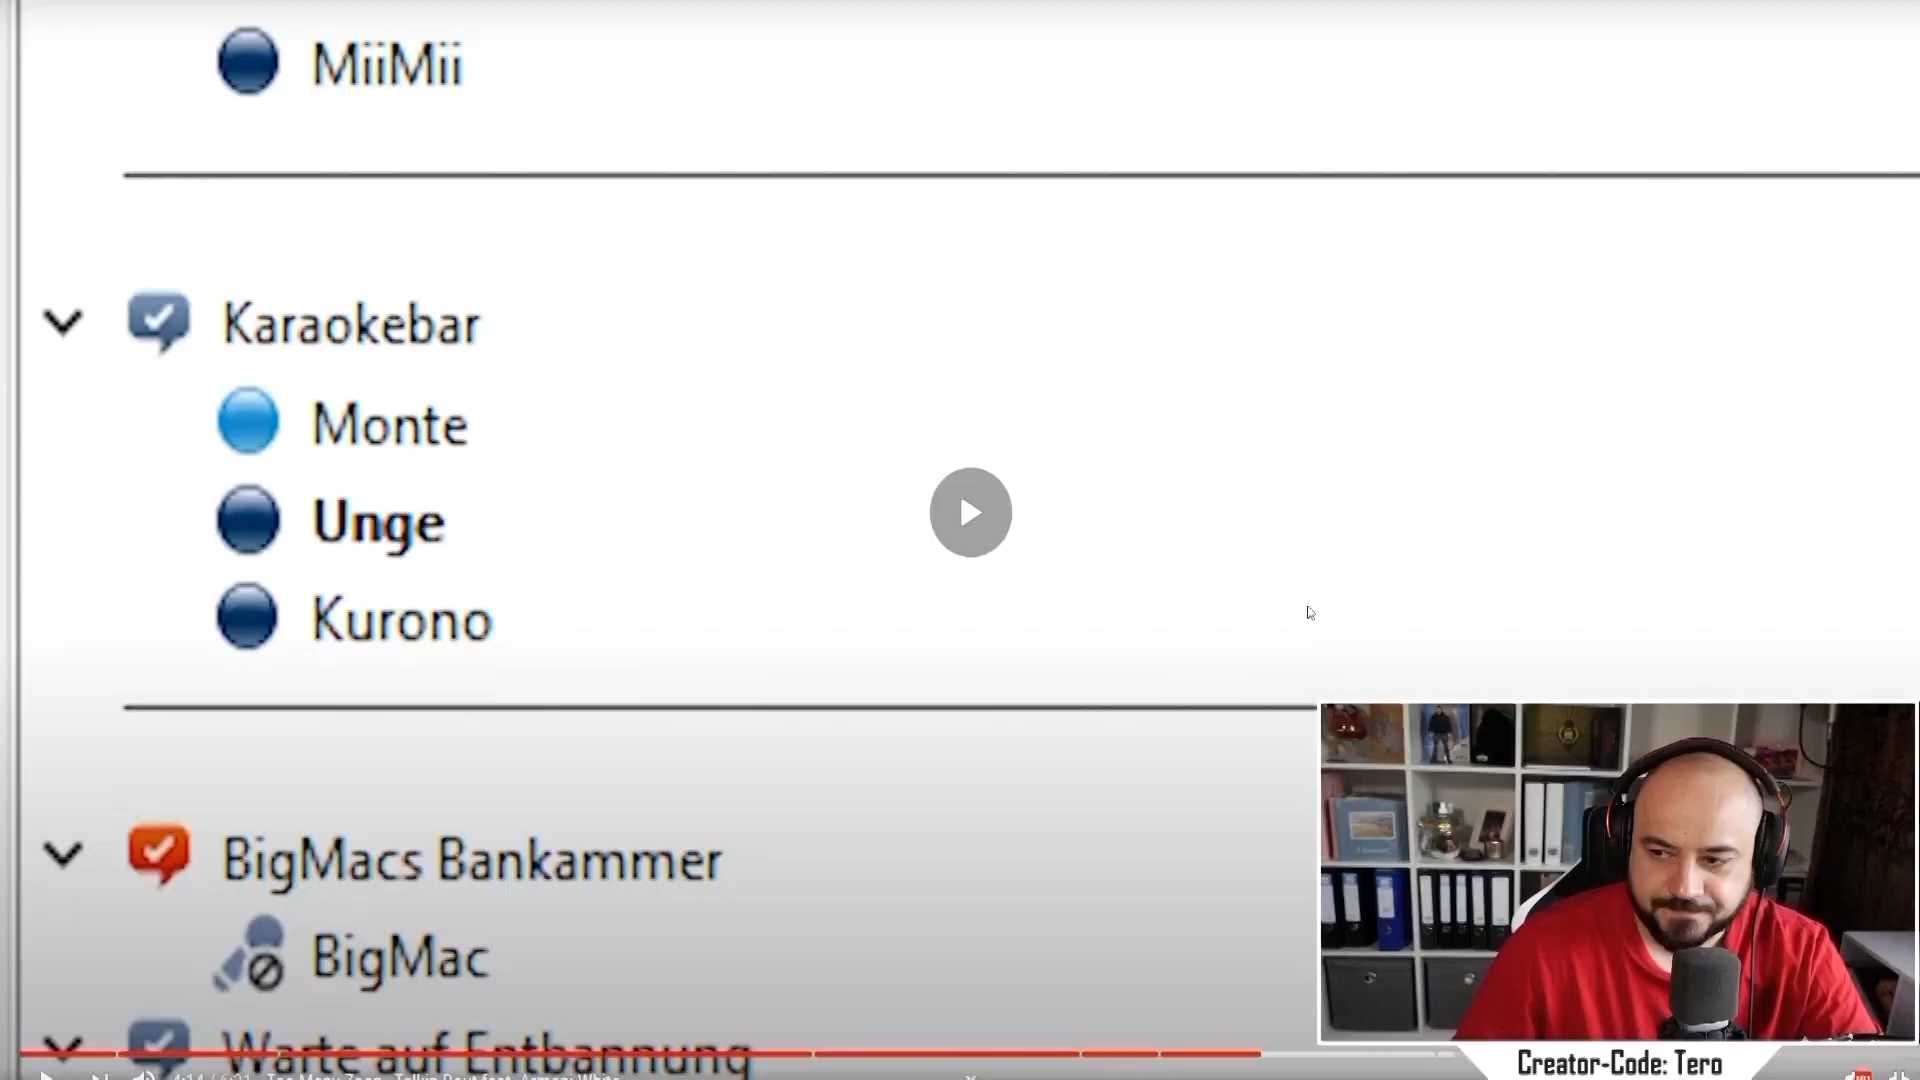 MiiMii
Karaokebar
Monte
Unge
Kurono
BigMacs Bankammer
BigMac
Warte auf Entbannung
Creator-Code: Tero